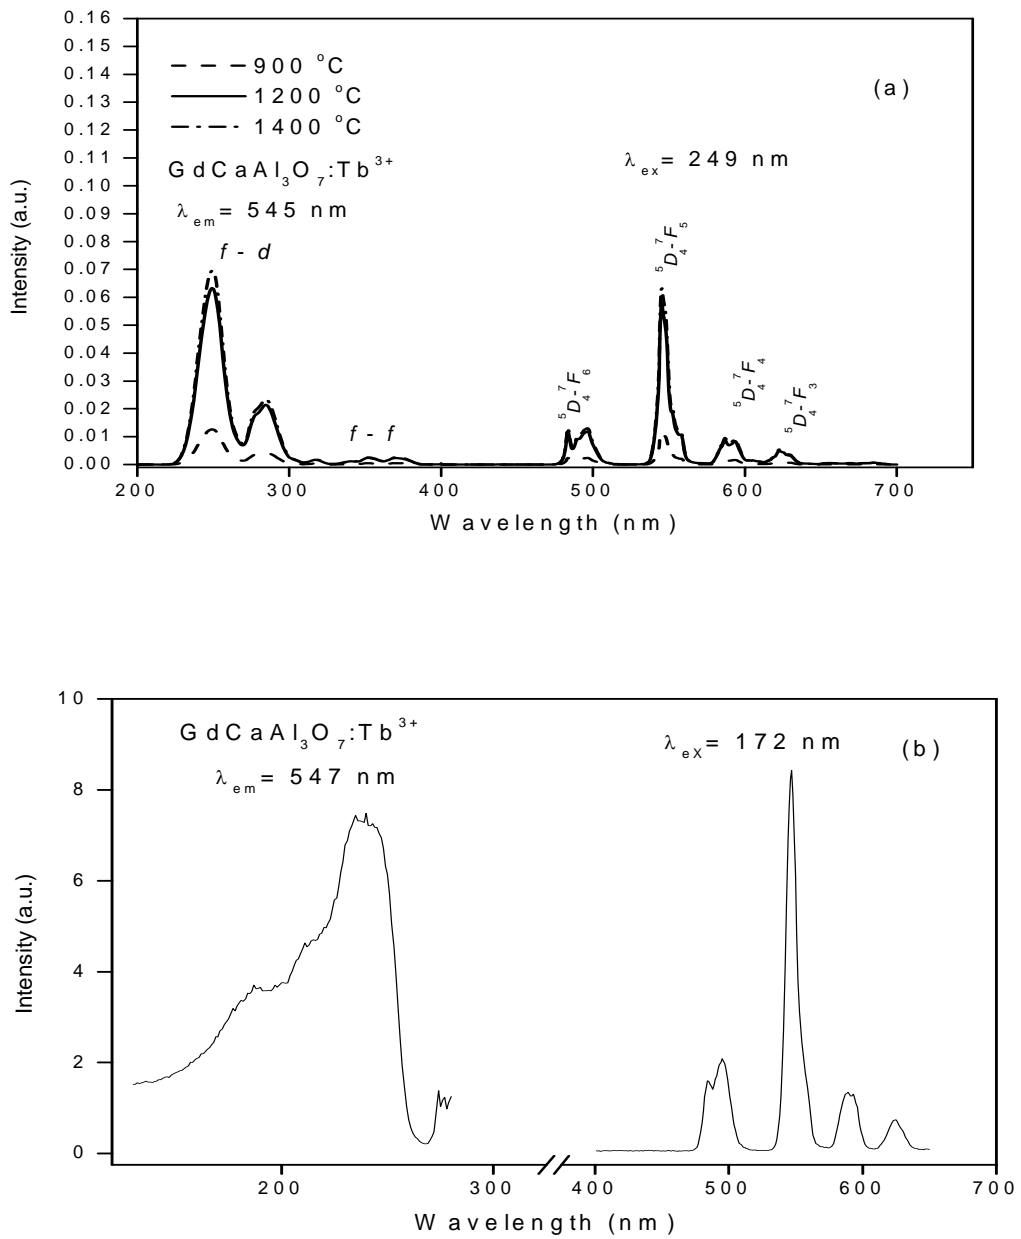 0.16
0.15
0.14
0.13
0.12
0.11
0.10
0.09
0.08
0.07
0.06
0.05
0.04
0.03
0.02
0.01
0.00
Intensity (a.u.)
900 °C
1200 °C
1400 °C
(a)
GdCaAl₃O₇:Tb³⁺
λem= 545 nm
λex= 249 nm
f - d
f - f
⁵D₄-⁷F₆
⁵D₄-⁷F₅
⁵D₄-⁷F₄
⁵D₄-⁷F₃
200 300 400 500 600 700
Wavelength (nm)
10
8
6
4
2
0
Intensity (a.u.)
GdCaAl₃O₇:Tb³⁺
λem= 547 nm
λeX= 172 nm
(b)
200 300 400 500 600 700
Wavelength (nm)